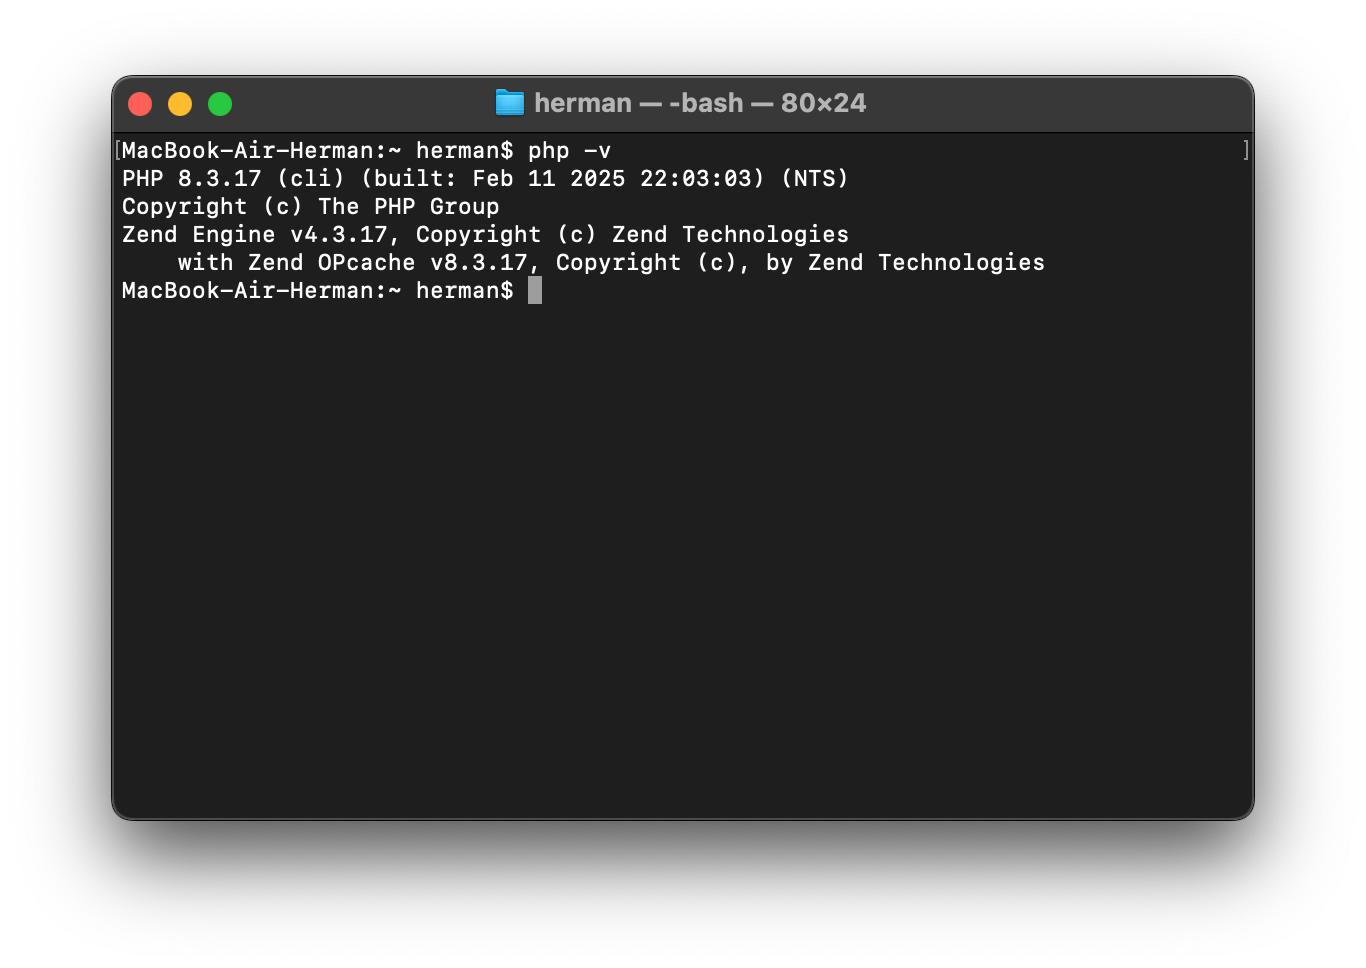 herman — -bash — 80×24
[MacBook-Air-Herman:~ herman$ php -v ]
PHP 8.3.17 (cli) (built: Feb 11 2025 22:03:03) (NTS)
Copyright (c) The PHP Group
Zend Engine v4.3.17, Copyright (c) Zend Technologies
    with Zend OPcache v8.3.17, Copyright (c), by Zend Technologies
MacBook-Air-Herman:~ herman$